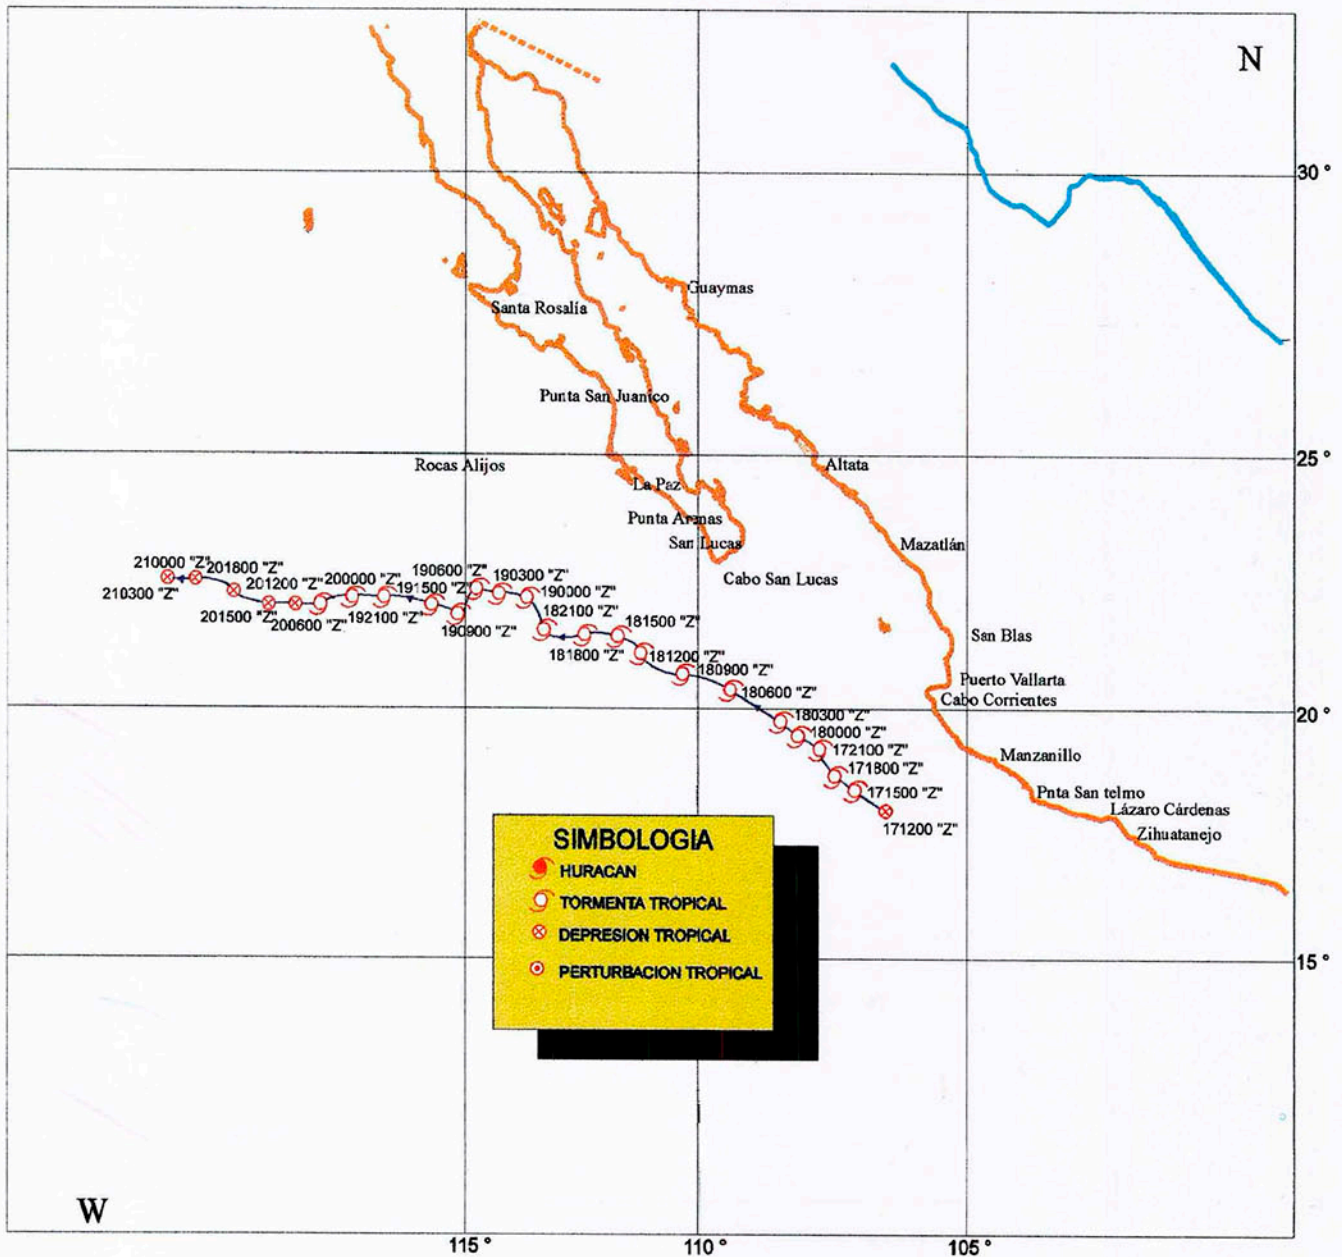 N
30 °
Guaymas
Santa Rosalía
Punta San Juanico
25 °
Rocas Alijos
Altata
La Paz
Punta Arenas
San Lucas
Mazatlán
Cabo San Lucas
210000 "Z"
201800 "Z"
190600 "Z"
190300 "Z"
210300 "Z"
201200 "Z"
200000 "Z"
191500 "Z"
190000 "Z"
201500 "Z"
192100 "Z"
182100 "Z"
200600 "Z"
190900 "Z"
181500 "Z"
181800 "Z"
181200 "Z"
180900 "Z"
180600 "Z"
San Blas
Puerto Vallarta
Cabo Corrientes
20 °
180300 "Z"
180000 "Z"
172100 "Z"
171800 "Z"
171500 "Z"
171200 "Z"
Manzanillo
Pnta San telmo
Lázaro Cárdenas
Zihuatanejo
SIMBOLOGIA
HURACAN
TORMENTA TROPICAL
DEPRESION TROPICAL
PERTURBACION TROPICAL
15 °
W
115 °
110 °
105 °